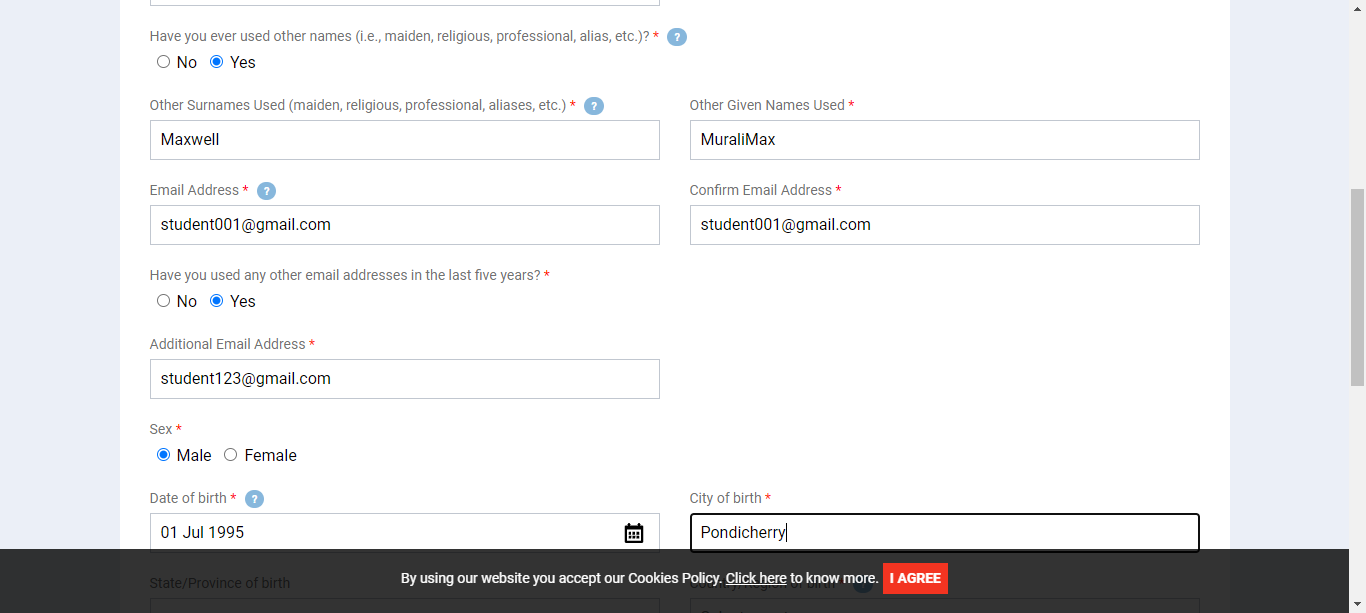 Have you ever used other names (i.e., maiden, religious, professional, alias, etc.)? * ?
No Yes
Other Surnames Used (maiden, religious, professional, aliases, etc.) * ?
Other Given Names Used *
Maxwell
MuraliMax
Email Address * ?
Confirm Email Address *
student001@gmail.com
student001@gmail.com
Have you used any other email addresses in the last five years? *
No Yes
Additional Email Address *
student123@gmail.com
Sex *
Male Female
Date of birth * ?
City of birth *
01 Jul 1995
Pondicherry
By using our website you accept our Cookies Policy. Click here to know more. I AGREE
State/Province of birth